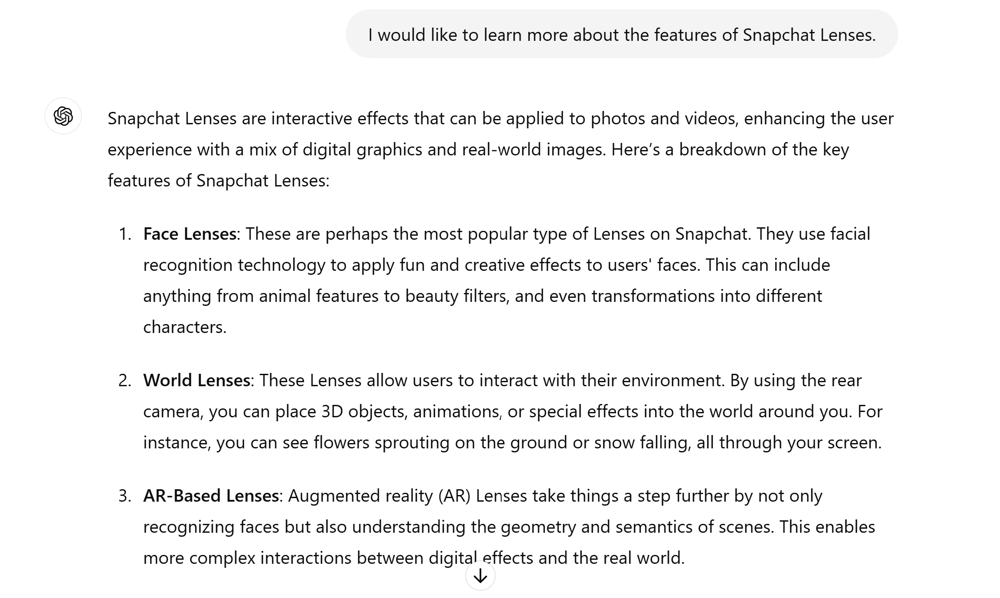 I would like to learn more about the features of Snapchat Lenses.
Snapchat Lenses are interactive effects that can be applied to photos and videos, enhancing the user
experience with a mix of digital graphics and real-world images. Here’s a breakdown of the key
features of Snapchat Lenses:
1. Face Lenses: These are perhaps the most popular type of Lenses on Snapchat. They use facial
recognition technology to apply fun and creative effects to users' faces. This can include
anything from animal features to beauty filters, and even transformations into different
characters.
2. World Lenses: These Lenses allow users to interact with their environment. By using the rear
camera, you can place 3D objects, animations, or special effects into the world around you. For
instance, you can see flowers sprouting on the ground or snow falling, all through your screen.
3. AR-Based Lenses: Augmented reality (AR) Lenses take things a step further by not only
recognizing faces but also understanding the geometry and semantics of scenes. This enables
more complex interactions between digital effects and the real world.